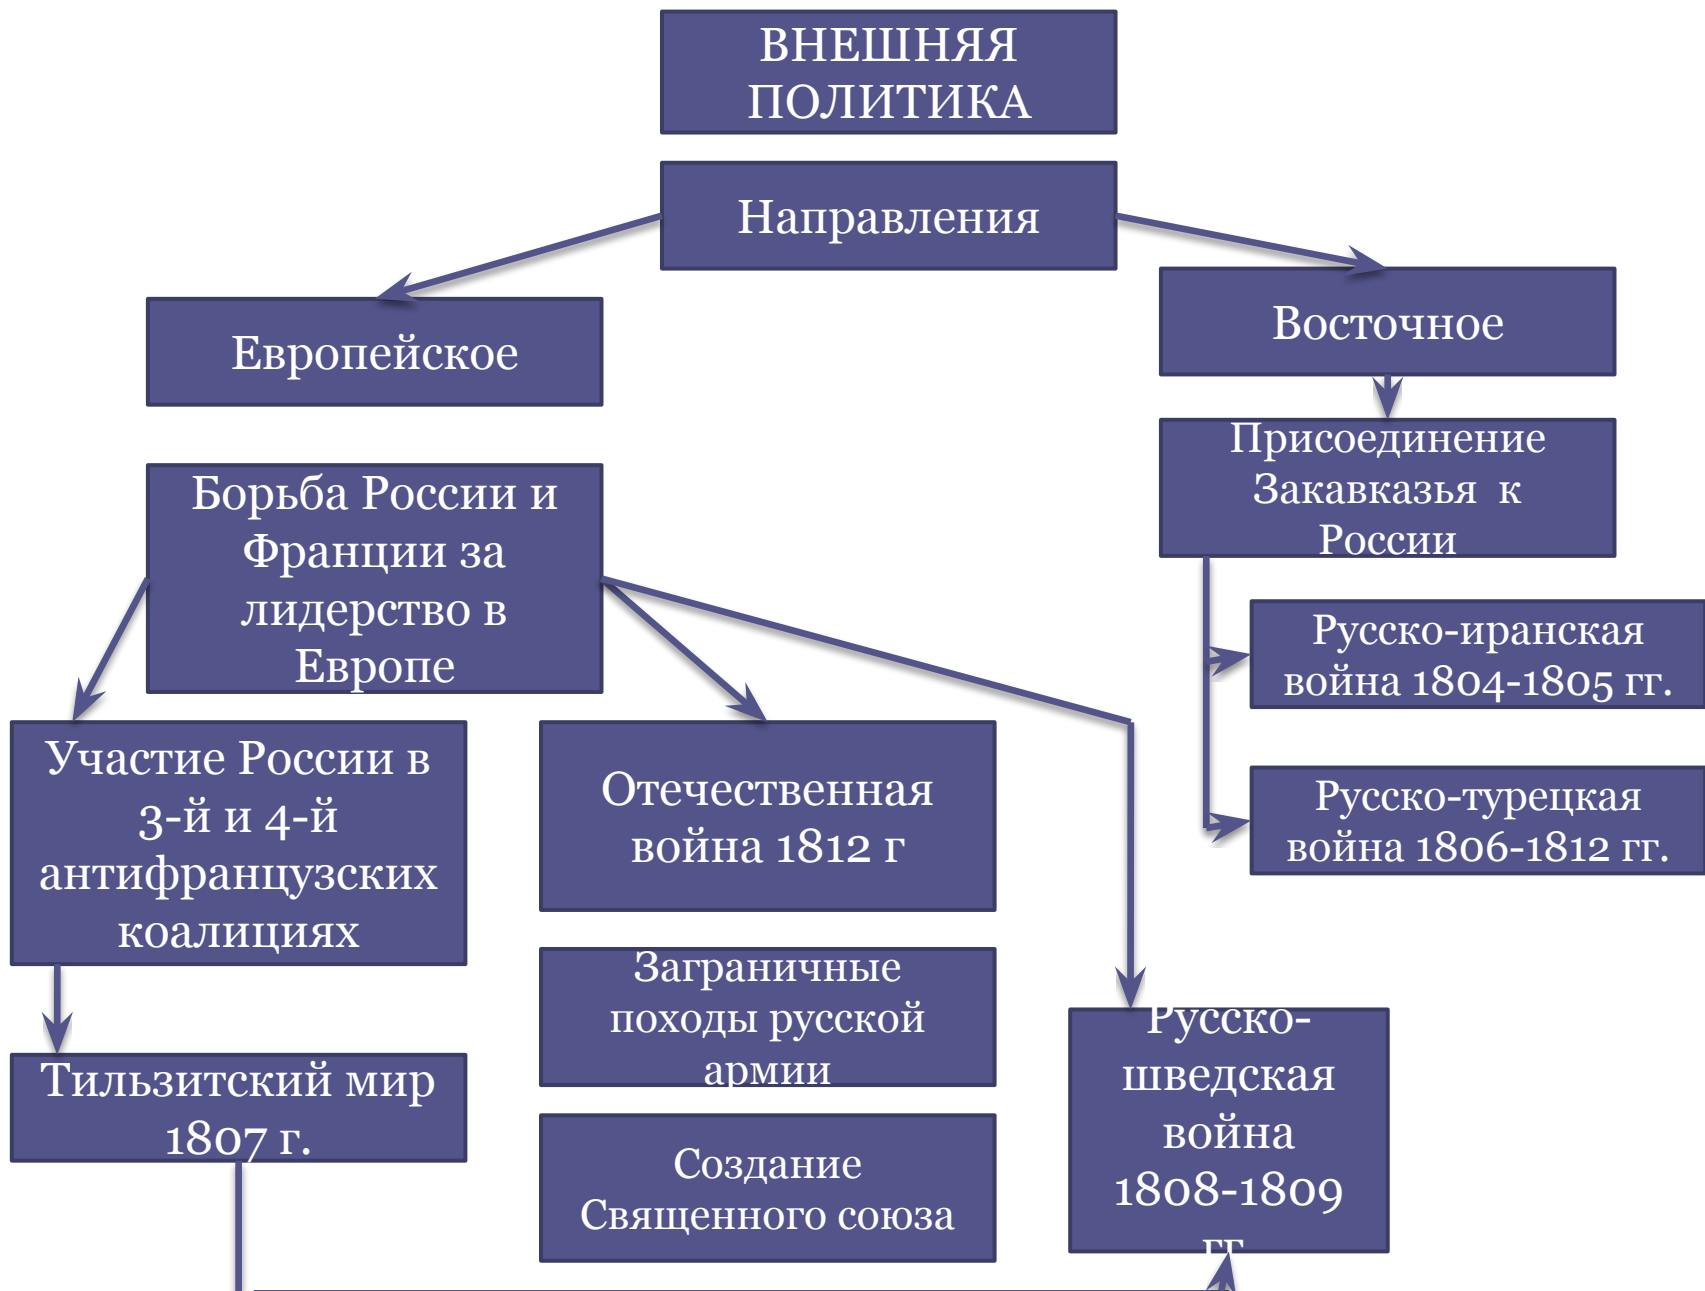 ВНЕШНЯЯ
ПОЛИТИКА
Направления
Европейское
Восточное
Борьба России и
Франции за
лидерство в
Европе
Присоединение
Закавказья к
России
Русско-иранская
война 1804-1805 гг.
Русско-турецкая
война 1806-1812 гг.
Участие России в
3-й и 4-й
антифранцузских
коалициях
Отечественная
война 1812 г
Заграничные
походы русской
армии
Тильзитский мир
1807 г.
Создание
Священного союза
Русско-
шведская
война
1808-1809
гг